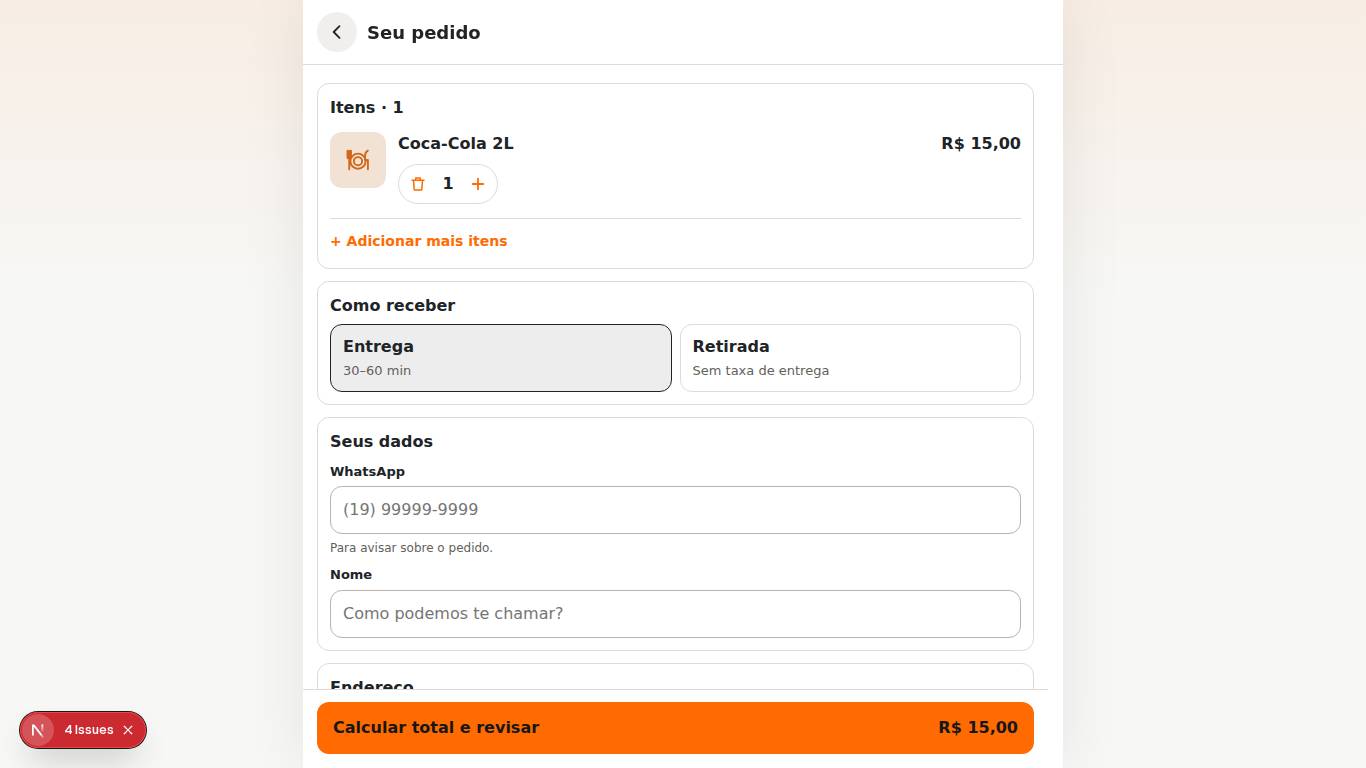 Seu pedido
Itens · 1
Coca-Cola 2L
R$ 15,00
1
+ Adicionar mais itens
Como receber
Entrega
30–60 min
Retirada
Sem taxa de entrega
Seus dados
WhatsApp
(19) 99999-9999
Para avisar sobre o pedido.
Nome
Como podemos te chamar?
Endereço
Calcular total e revisar
R$ 15,00
N
4 Issues